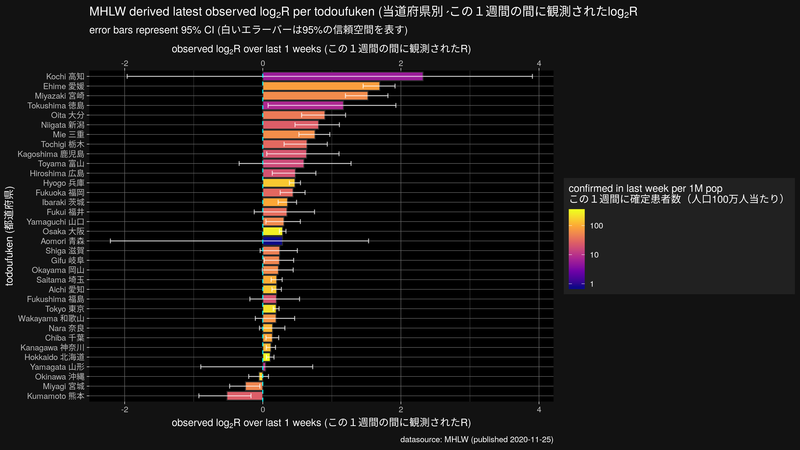 MHLW derived latest observed log₂R per todoufuken (当道府県別 ·この１週間の間に観測されたlog₂R
error bars represent 95% CI (白いエラーバーは95%の信頼空間を表す)
observed log₂R over last 1 weeks (この１週間の間に観測されたR)
-2 0 2 4
todoufuken (都道府県)
Kochi 高知
Ehime 愛媛
Miyazaki 宮崎
Tokushima 徳島
Oita 大分
Niigata 新潟
Mie 三重
Tochigi 栃木
Kagoshima 鹿児島
Toyama 富山
Hiroshima 広島
Hyogo 兵庫
Fukuoka 福岡
Ibaraki 茨城
Fukui 福井
Yamaguchi 山口
Osaka 大阪
Aomori 青森
Shiga 滋賀
Gifu 岐阜
Okayama 岡山
Saitama 埼玉
Aichi 愛知
Fukushima 福島
Tokyo 東京
Wakayama 和歌山
Nara 奈良
Chiba 千葉
Kanagawa 神奈川
Hokkaido 北海道
Yamagata 山形
Okinawa 沖縄
Miyagi 宮城
Kumamoto 熊本
-2 0 2 4
observed log₂R over last 1 weeks (この１週間の間に観測されたR)
confirmed in last week per 1M pop
この１週間に確定患者数（人口100万人当たり）
100
10
1
datasource: MHLW (published 2020-11-25)